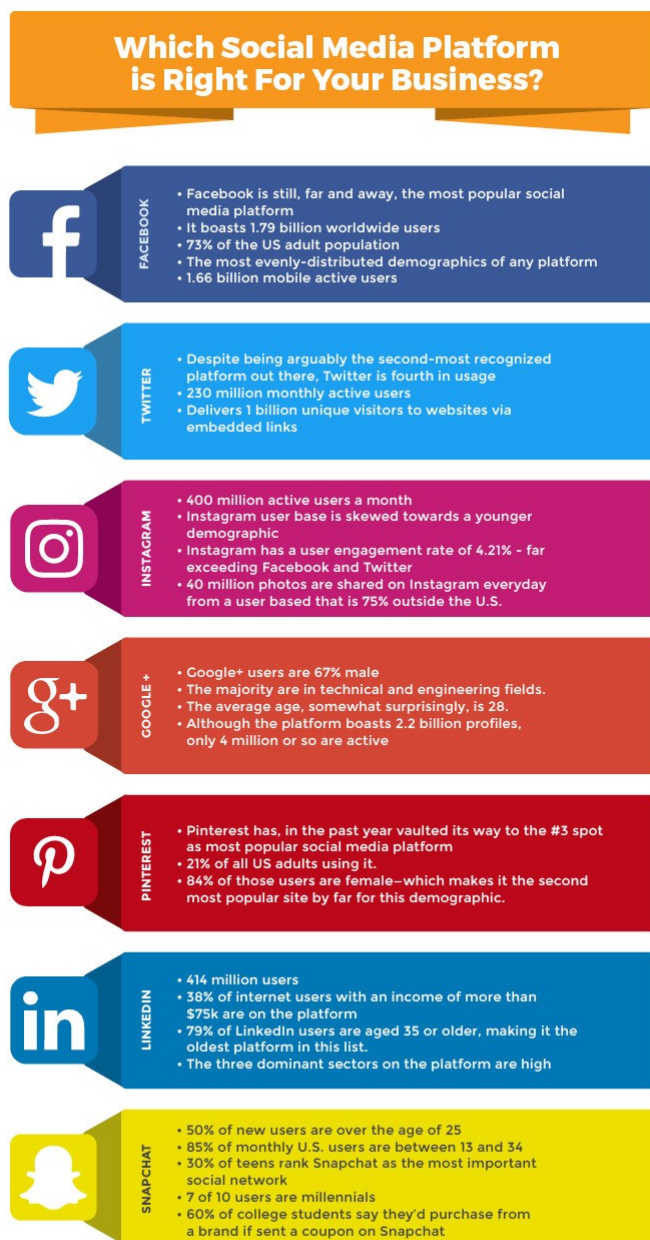 Which Social Media Platform
is Right For Your Business?
FACEBOOK
• Facebook is still, far and away, the most popular social
media platform
• It boasts 1.79 billion worldwide users
• 73% of the US adult population
• The most evenly-distributed demographics of any platform
• 1.66 billion mobile active users
TWITTER
• Despite being arguably the second-most recognized
platform out there, Twitter is fourth in usage
• 230 million monthly active users
• Delivers 1 billion unique visitors to websites via
embedded links
INSTAGRAM
• 400 million active users a month
• Instagram user base is skewed towards a younger
demographic
• Instagram has a user engagement rate of 4.21% - far
exceeding Facebook and Twitter
• 40 million photos are shared on Instagram everyday
from a user based that is 75% outside the U.S.
g+
GOOGLE +
• Google+ users are 67% male
• The majority are in technical and engineering fields.
• The average age, somewhat surprisingly, is 28.
• Although the platform boasts 2.2 billion profiles,
only 4 million or so are active
PINTEREST
• Pinterest has, in the past year vaulted its way to the #3 spot
as most popular social media platform
• 21% of all US adults using it.
• 84% of those users are female—which makes it the second
most popular site by far for this demographic.
in
LINKEDIN
• 414 million users
• 38% of internet users with an income of more than
$75k are on the platform
• 79% of LinkedIn users are aged 35 or older, making it the
oldest platform in this list.
• The three dominant sectors on the platform are high
SNAPCHAT
• 50% of new users are over the age of 25
• 85% of monthly U.S. users are between 13 and 34
• 30% of teens rank Snapchat as the most important
social network
• 7 of 10 users are millennials
• 60% of college students say they'd purchase from
a brand if sent a coupon on Snapchat